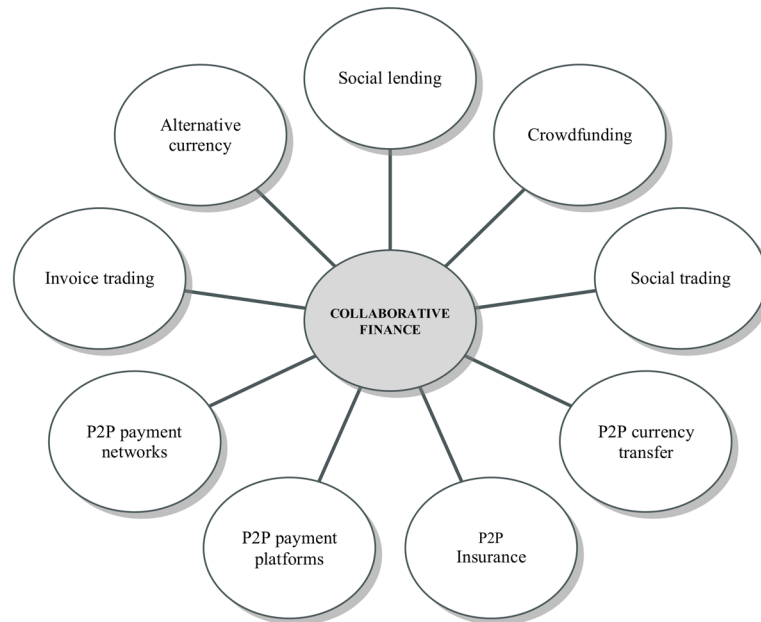 Social lending
Alternative
currency
Crowdfunding
Invoice trading
Social trading
COLLABORATIVE
FINANCE
P2P payment
networks
P2P currency
transfer
P2P payment
platforms
P2P
Insurance